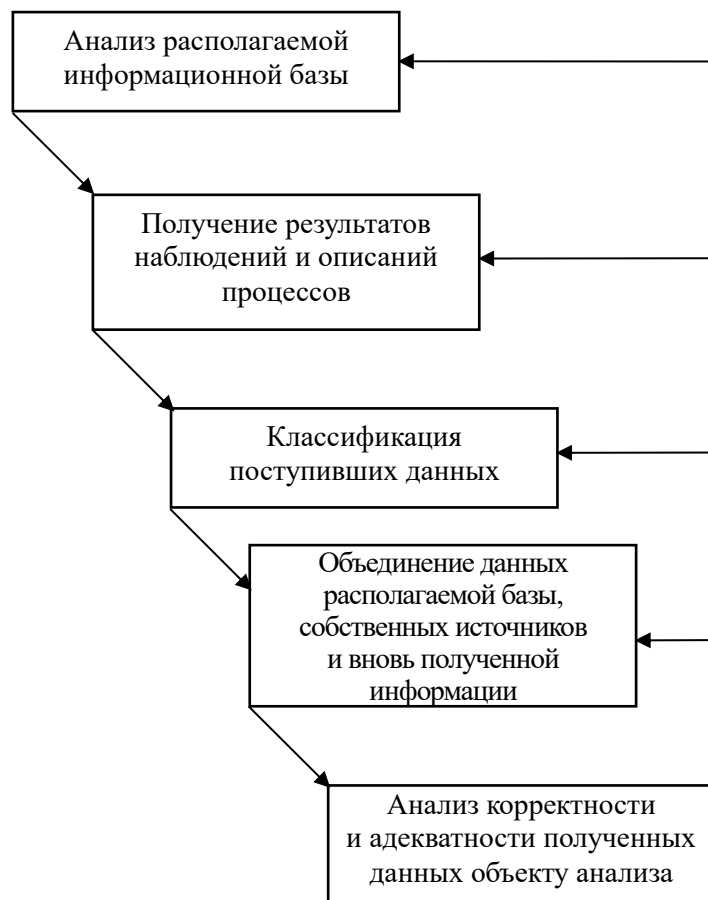 Анализ располагаемой
информационной базы
Получение результатов
наблюдений и описаний
процессов
Классификация
поступивших данных
Объединение данных
располагаемой базы,
собственных источников
и вновь полученной
информации
Анализ корректности
и адекватности полученных
данных объекту анализа